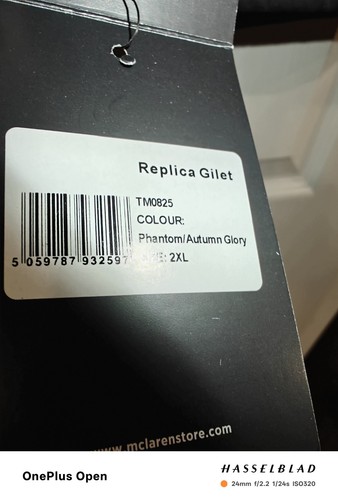 Replica Gilet
TM0825
COLOUR:
Phantom/Autumn Glory
2XL
5 059787 93259
www.mclarenstore.com
OnePlus Open
HASSELBLAD
24mm f/2.2 1/24s ISO320